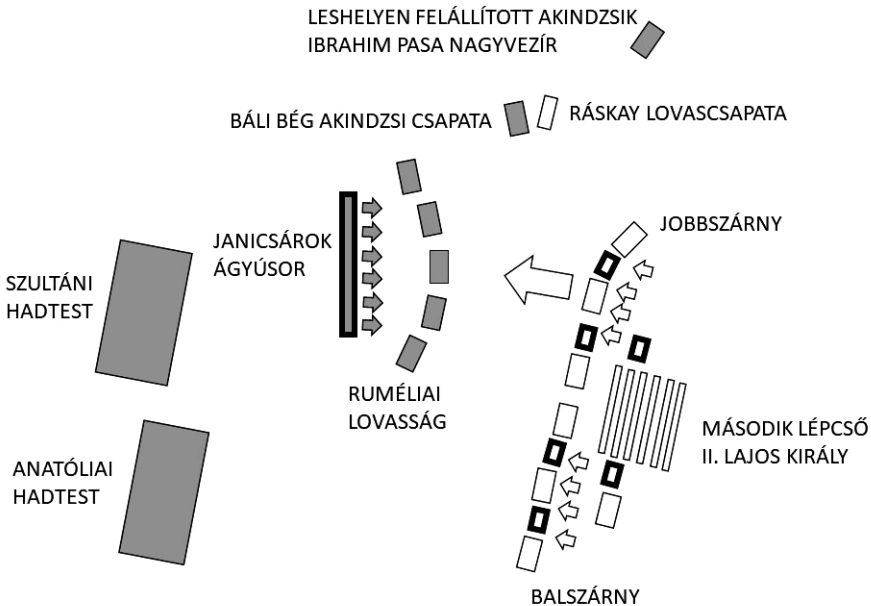 LESHELYEN FELÁLLÍTOTT AKINDZSIK
IBRAHIM PASA NAGYVEZÍR
BÁLI BÉG AKINDZSI CSAPATA
RÁSKAY LOVASCSAPATA
JANICSÁROK
ÁGYÚSOR
JOBBSZÁRNY
SZULTÁNI
HADTEST
RUMÉLIAI
LOVASSÁG
MÁSODIK LÉPCSŐ
II. LAJOS KIRÁLY
ANATÓLIAI
HADTEST
BALSZÁRNY